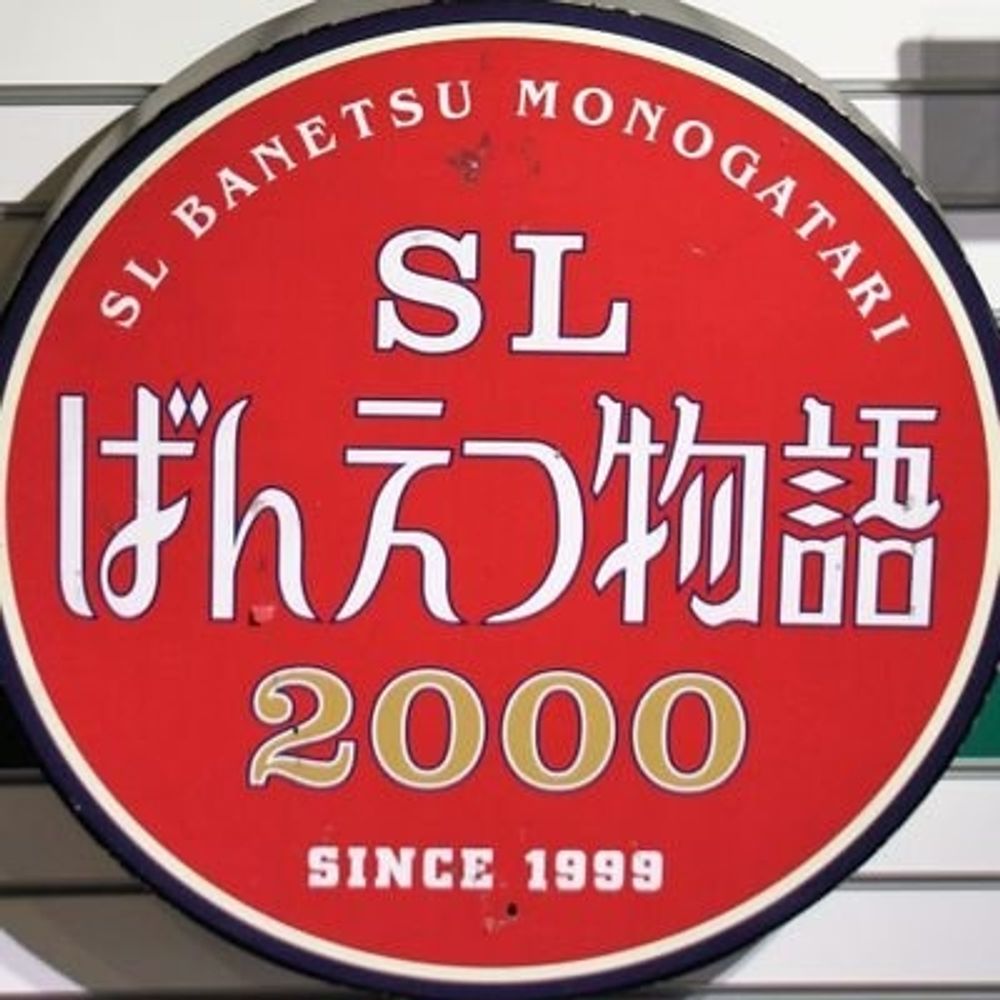 SL BANETSU MONOGATARI
SL
ばんえつ物語
2000
SINCE 1999